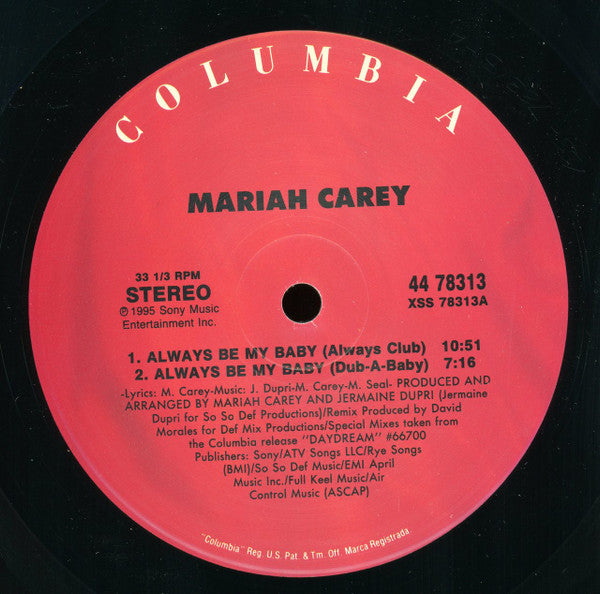 COLUMBIA
MARIAH CAREY
33 1/3 RPM
STEREO
℗ 1995 Sony Music
Entertainment Inc.
44 78313
XSS 78313A
1. ALWAYS BE MY BABY (Always Club) 10:51
2. ALWAYS BE MY BABY (Dub-A-Baby) 7:16
-Lyrics: M. Carey-Music: J. Dupri-M. Carey-M. Seal- PRODUCED AND
ARRANGED BY MARIAH CAREY AND JERMAINE DUPRI (Jermaine
Dupri for So So Def Productions)/Remix Produced by David
Morales for Def Mix Productions/Special Mixes taken from
the Columbia release "DAYDREAM" #66700
Publishers: Sony/ATV Songs LLC/Rye Songs
(BMI)/So So Def Music/EMI April
Music Inc./Full Keel Music/Air
Control Music (ASCAP)
"Columbia" Reg. U.S. Pat. & Tm. Off. Marca Registrada.